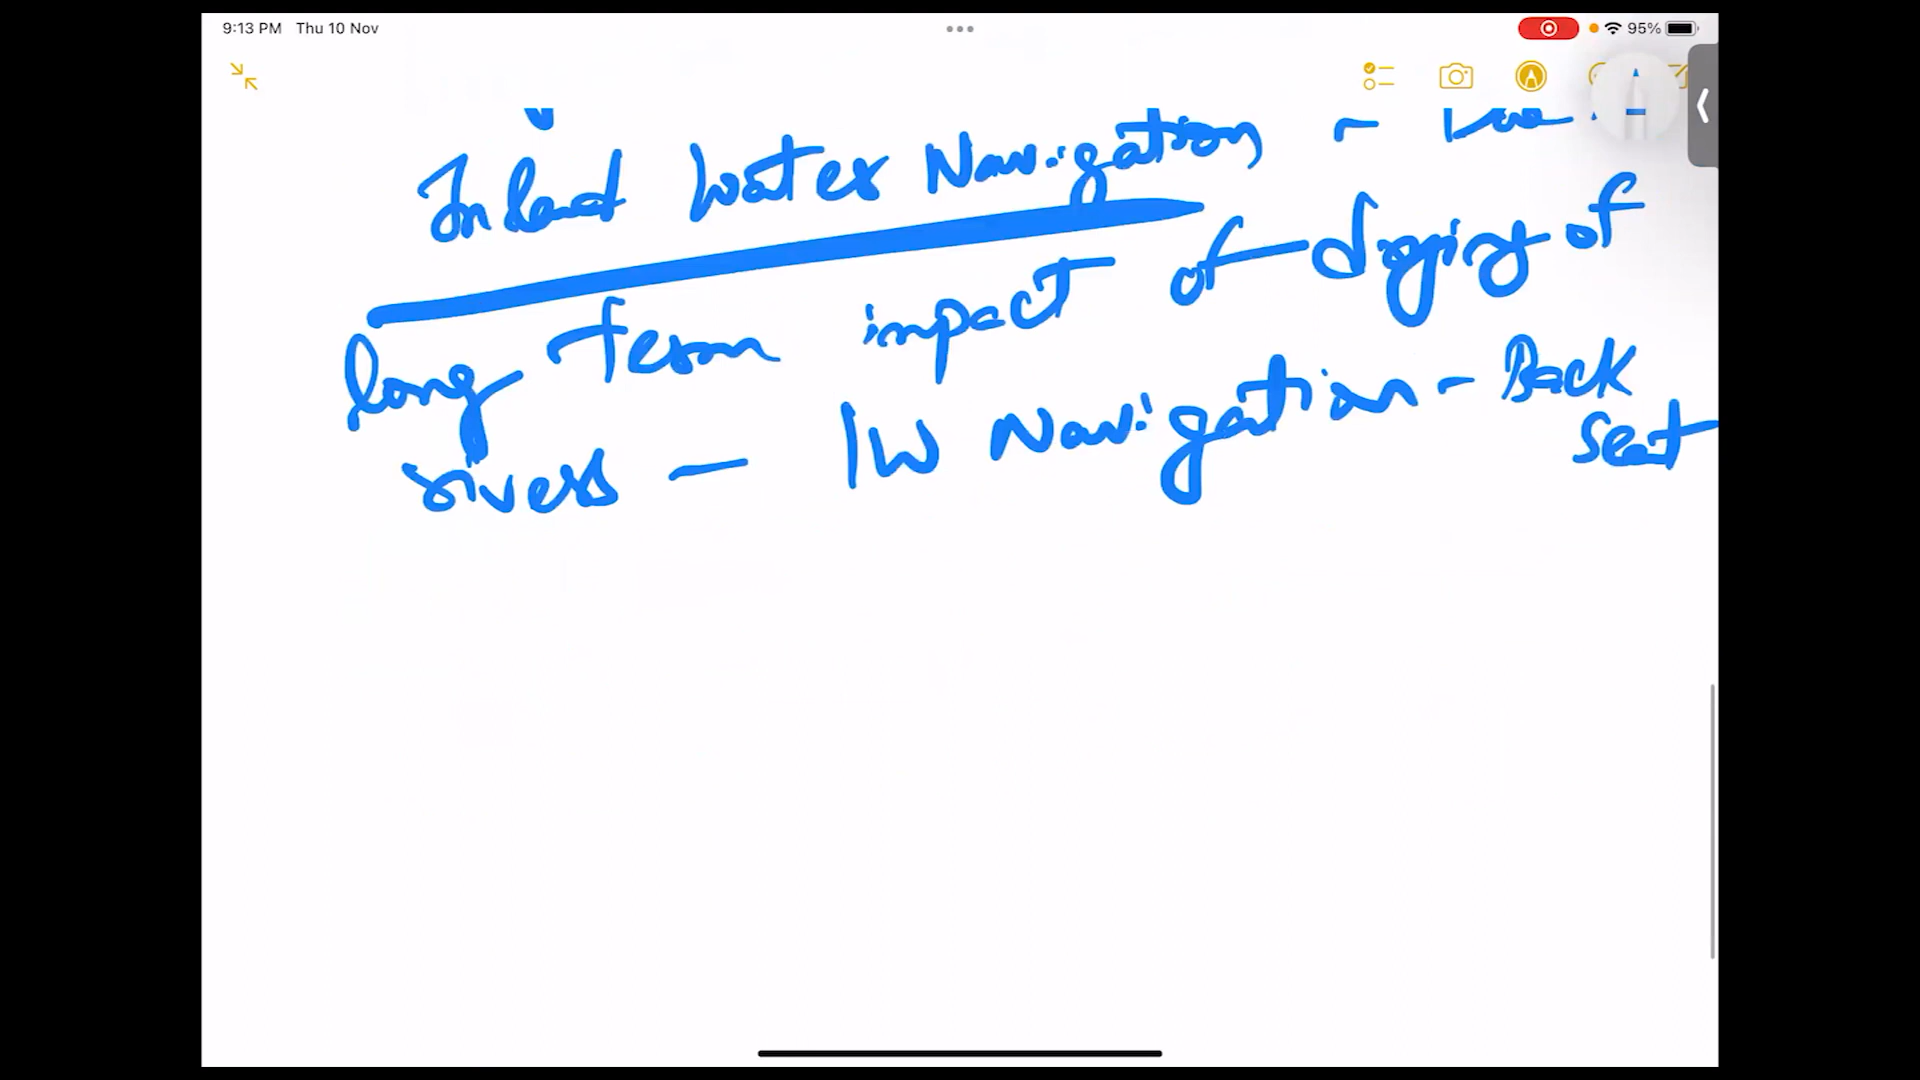 9:13 PM Thu 10 Nov 95%
Inland Water Navigation -
long term impact of drying of
rivers - IW Navigation - Back
seat